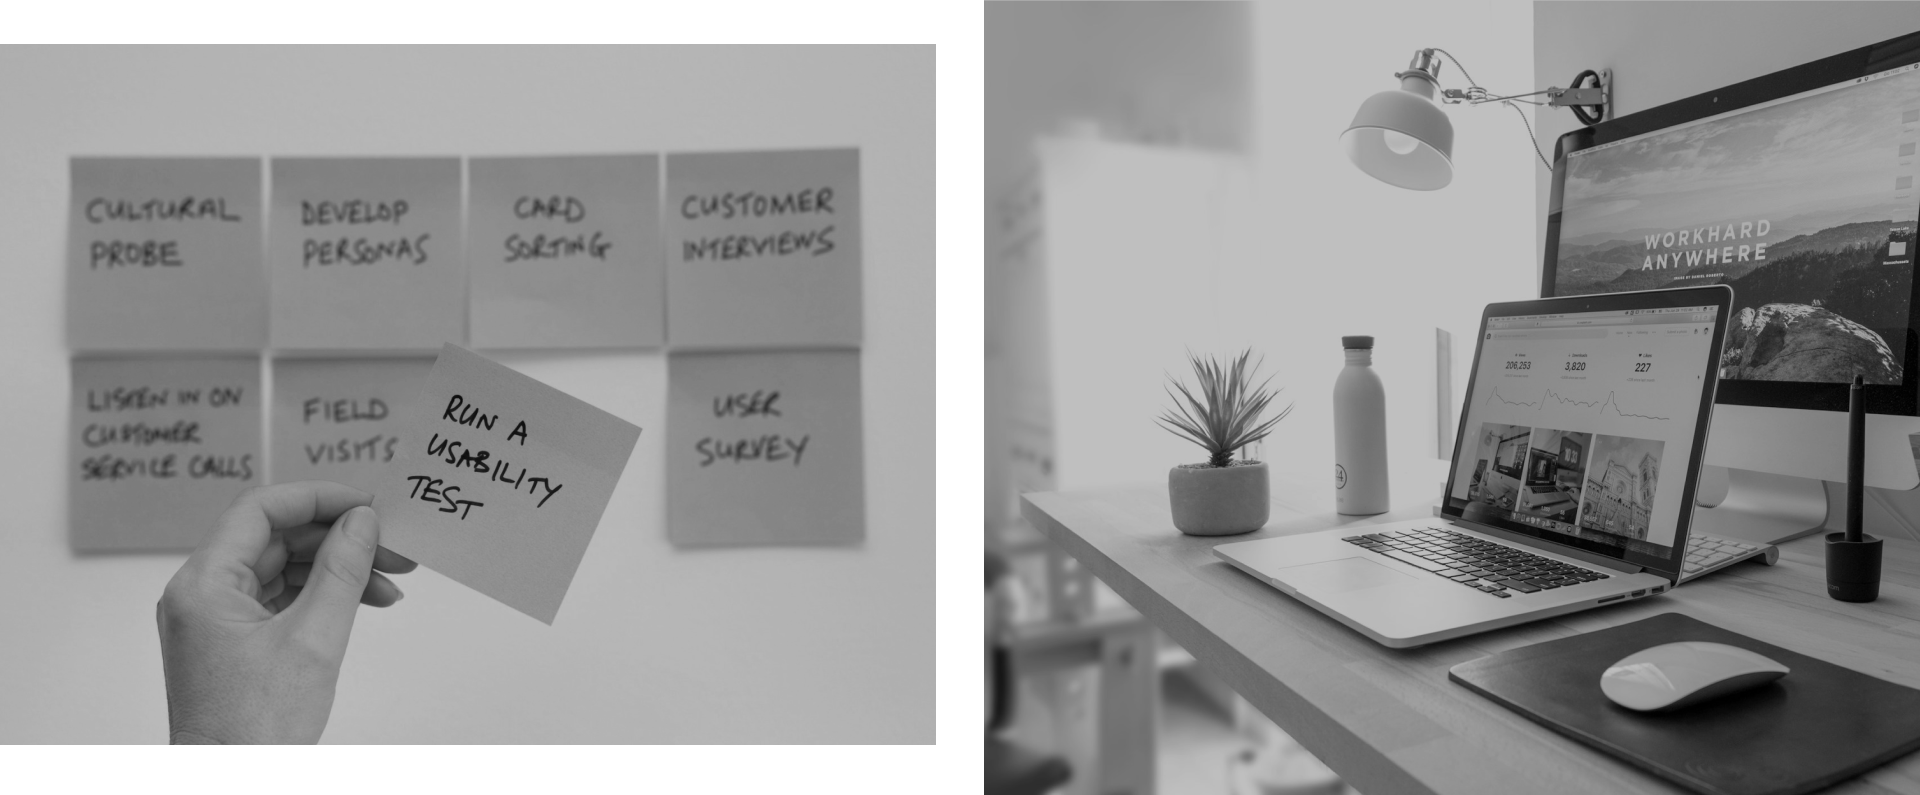 CULTURAL
PROBE
DEVELOP
PERSONAS
CARD
SORTING
CUSTOMER
INTERVIEWS
LISTEN IN ON
CUSTOMER
SERVICE CALLS
FIELD
VISITS
RUN A
USABILITY
TEST
USER
SURVEY
WORKHARD
ANYWHERE
206,253
3,820
227